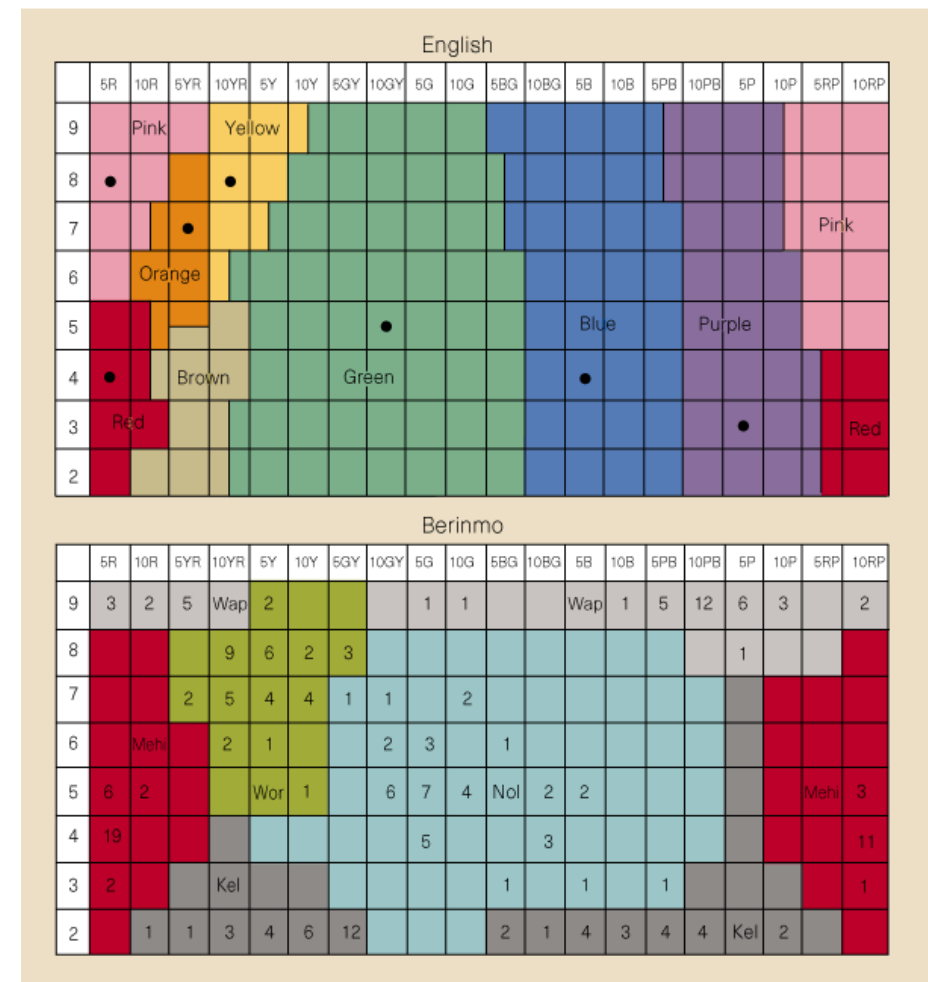 English
5R 10R 5YR 10YR 5Y 10Y 5GY 10GY 5G 10G 5BG 10BG 5B 10B 5PB 10PB 5P 10P 5RP 10RP
9 Pink Yellow
8
7 Pink
6 Orange
5 Blue Purple
4 Brown Green
3 Red Red
2
Berinmo
5R 10R 5YR 10YR 5Y 10Y 5GY 10GY 5G 10G 5BG 10BG 5B 10B 5PB 10PB 5P 10P 5RP 10RP
9 3 2 5 Wap 2 1 1 Wap 1 5 12 6 3 2
8 9 6 2 3 1
7 2 5 4 4 1 1 2
6 Mehi 2 1 2 3 1
5 6 2 Wor 1 6 7 4 Nol 2 2 Mehi 3
4 19 5 3 11
3 2 Kel 1 1 1 1
2 1 1 3 4 6 12 2 1 4 3 4 4 Kel 2